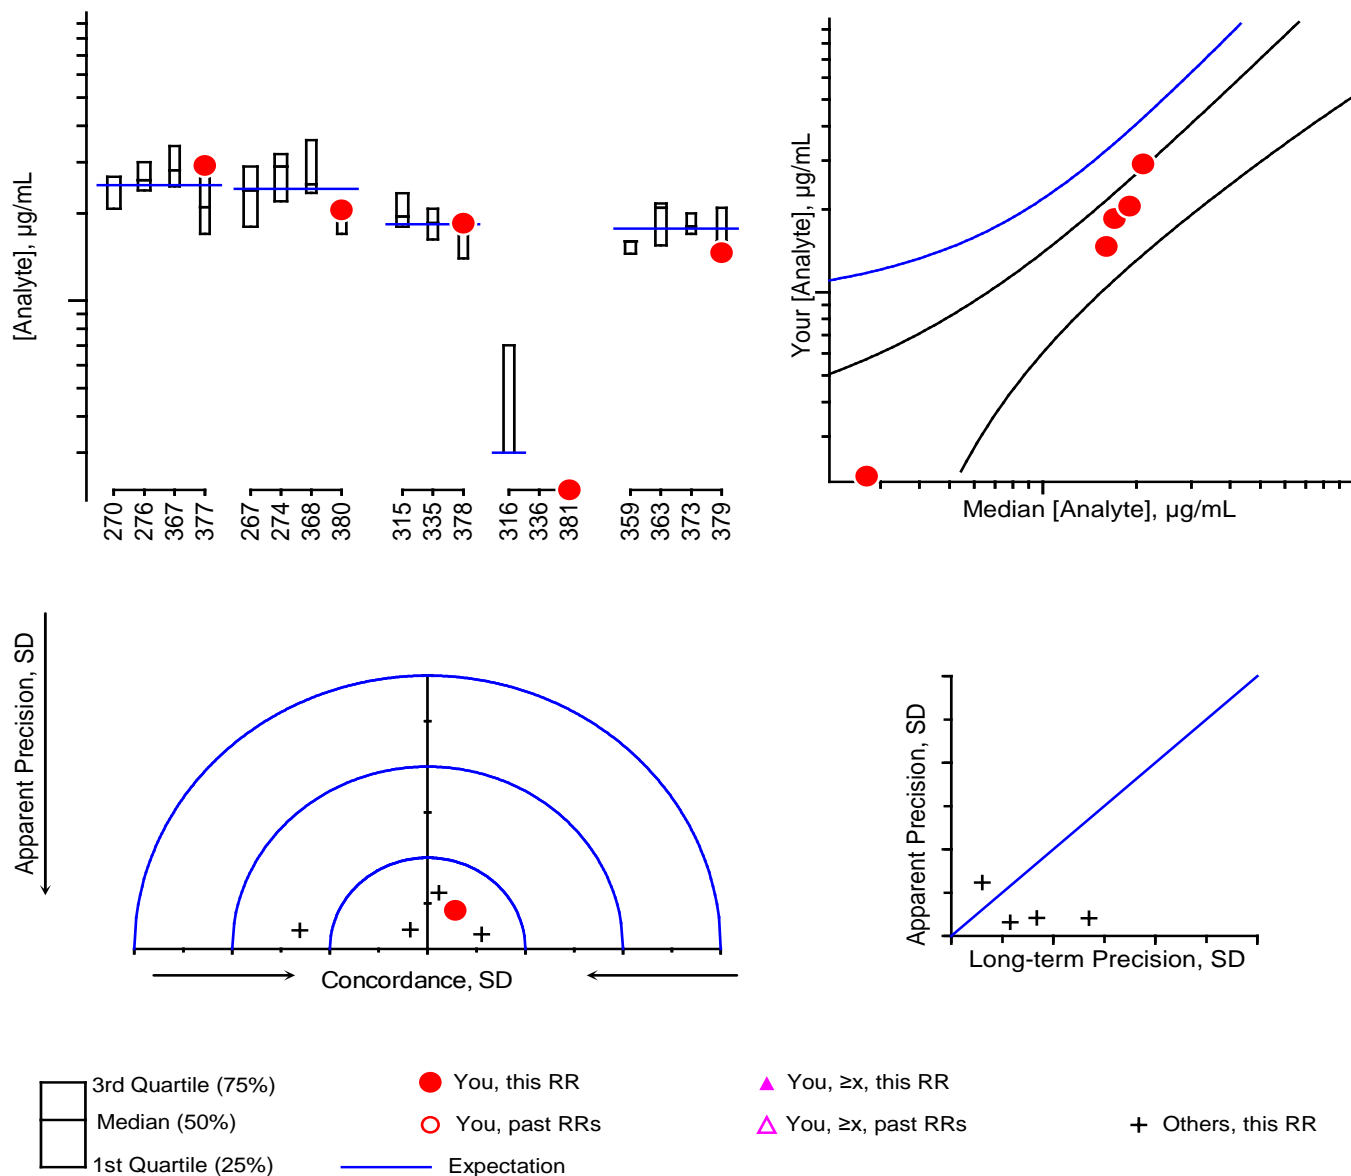 [Analyte], µg/mL
270
276
367
377
267
274
368
380
315
335
378
316
336
381
359
363
373
379
Your [Analyte], µg/mL
Median [Analyte], µg/mL
Apparent Precision, SD
Concordance, SD
Apparent Precision, SD
Long-term Precision, SD
3rd Quartile (75%)
Median (50%)
1st Quartile (25%)
You, this RR
You, past RRs
Expectation
You, ≥x, this RR
You, ≥x, past RRs
Others, this RR